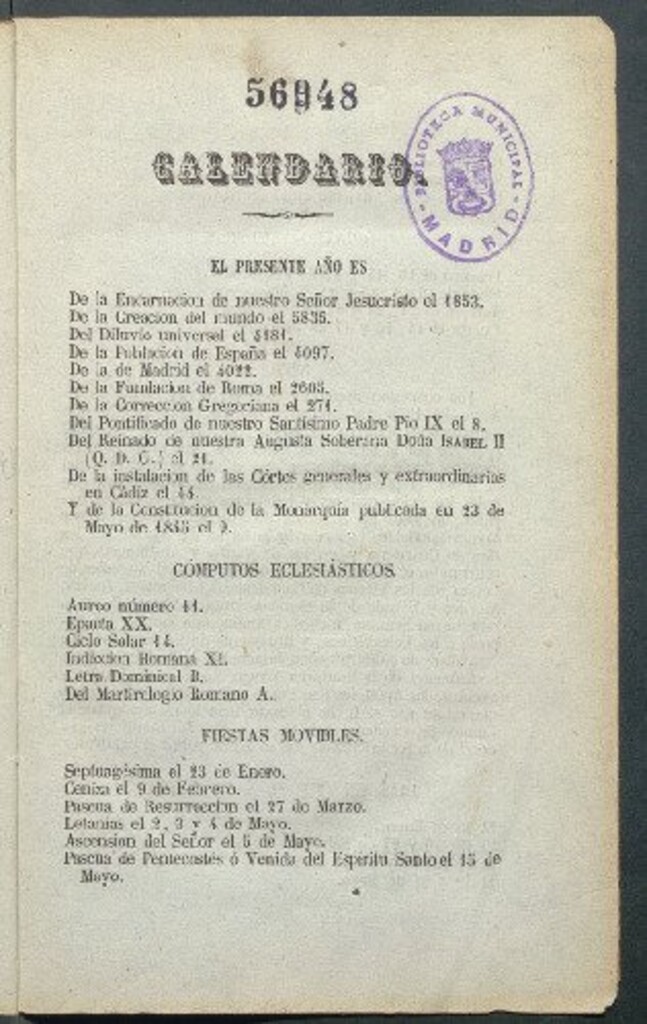 56948
CALENDARIO.
BIBLIOTECA MUNICIPAL
MADRID
EL PRESENTE AÑO ES
De la Encarnacion de nuestro Señor Jesucristo el 1853.
De la Creacion del mundo el
Del Diluvio universel el 4181.
De la Poblacion de España el 4097.
De la de Madrid el 4022.
De la Fundacion de Roma el
De la Correccion Gregoriana el 271.
Del Pontificado de nuestro Santísimo Padre Pio IX el 8.
Del Reinado de nuestra Augusta Soberana Doña ISABEL II
(Q. D. G.) el 21.
De la instalacion de las Córtes generales y extraordinarias
en Cádiz el 44.
Y de la Constitucion de la Monarquía publicada en 23 de
Mayo de 1845 el 9.
CÓMPUTOS ECLESIÁSTICOS.
Aureo número 11.
Epacta XX.
Ciclo Solar 14.
Indiccion Romana XI.
Letra Dominical B.
Del Martirologio Romano A.
FIESTAS MOVIBLES.
Septuagésima el 23 de Enero.
Ceniza el 9 de Febrero.
Pascua de Resurreccion el 27 de Marzo.
Letanías el 2, 3 y 4 de Mayo.
Ascension del Señor el 5 de Mayo.
Pascua de Pentecostés ó Venida del Espíritu Santo el 15 de
Mayo.